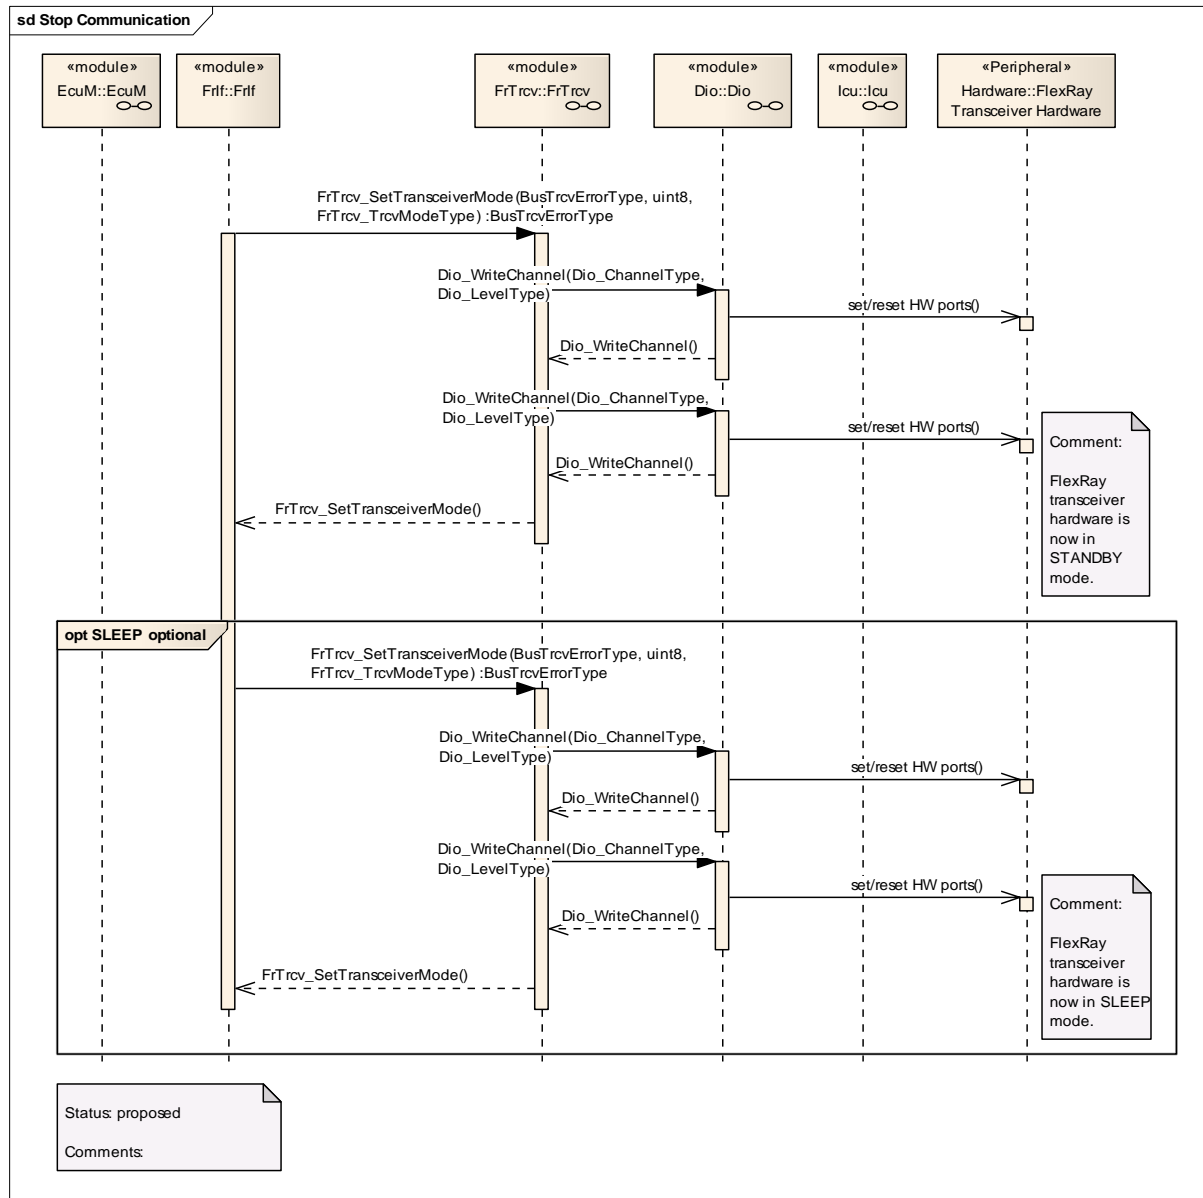 sd Stop Communication
«module»
EcuM::EcuM
«module»
FrIf::FrIf
«module»
FrTrcv::FrTrcv
«module»
Dio::Dio
«module»
Icu::Icu
«Peripheral»
Hardware::FlexRay
Transceiver Hardware
FrTrcv_SetTransceiverMode(BusTrcvErrorType, uint8,
FrTrcv_TrcvModeType) :BusTrcvErrorType
Dio_WriteChannel(Dio_ChannelType,
Dio_LevelType)
set/reset HW ports()
Dio_WriteChannel()
Dio_WriteChannel(Dio_ChannelType,
Dio_LevelType)
set/reset HW ports()
Dio_WriteChannel()
FrTrcv_SetTransceiverMode()
Comment:
FlexRay
transceiver
hardware is
now in
STANDBY
mode.
opt SLEEP optional
FrTrcv_SetTransceiverMode(BusTrcvErrorType, uint8,
FrTrcv_TrcvModeType) :BusTrcvErrorType
Dio_WriteChannel(Dio_ChannelType,
Dio_LevelType)
set/reset HW ports()
Dio_WriteChannel()
Dio_WriteChannel(Dio_ChannelType,
Dio_LevelType)
set/reset HW ports()
Dio_WriteChannel()
FrTrcv_SetTransceiverMode()
Comment:
FlexRay
transceiver
hardware is
now in SLEEP
mode.
Status: proposed
Comments: